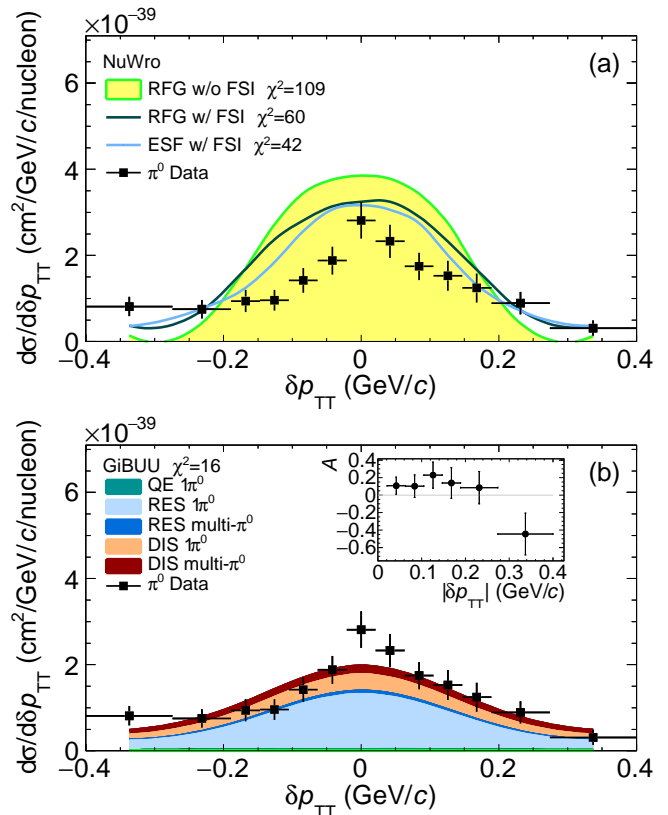 ×10⁻³⁹
(a)
NuWro
RFG w/o FSI χ²=109
RFG w/ FSI χ²=60
ESF w/ FSI χ²=42
π⁰ Data
dσ/dδp_TT (cm²/GeV/c/nucleon)
6
4
2
0
−0.4 −0.2 0 0.2 0.4
δp_TT (GeV/c)
×10⁻³⁹
(b)
GiBUU χ²=16
QE 1π⁰
RES 1π⁰
RES multi-π⁰
DIS 1π⁰
DIS multi-π⁰
π⁰ Data
A
0.4
0.2
0
−0.2
−0.4
−0.6
0 0.1 0.2 0.3 0.4
|δp_TT| (GeV/c)
dσ/dδp_TT (cm²/GeV/c/nucleon)
6
4
2
0
−0.4 −0.2 0 0.2 0.4
δp_TT (GeV/c)